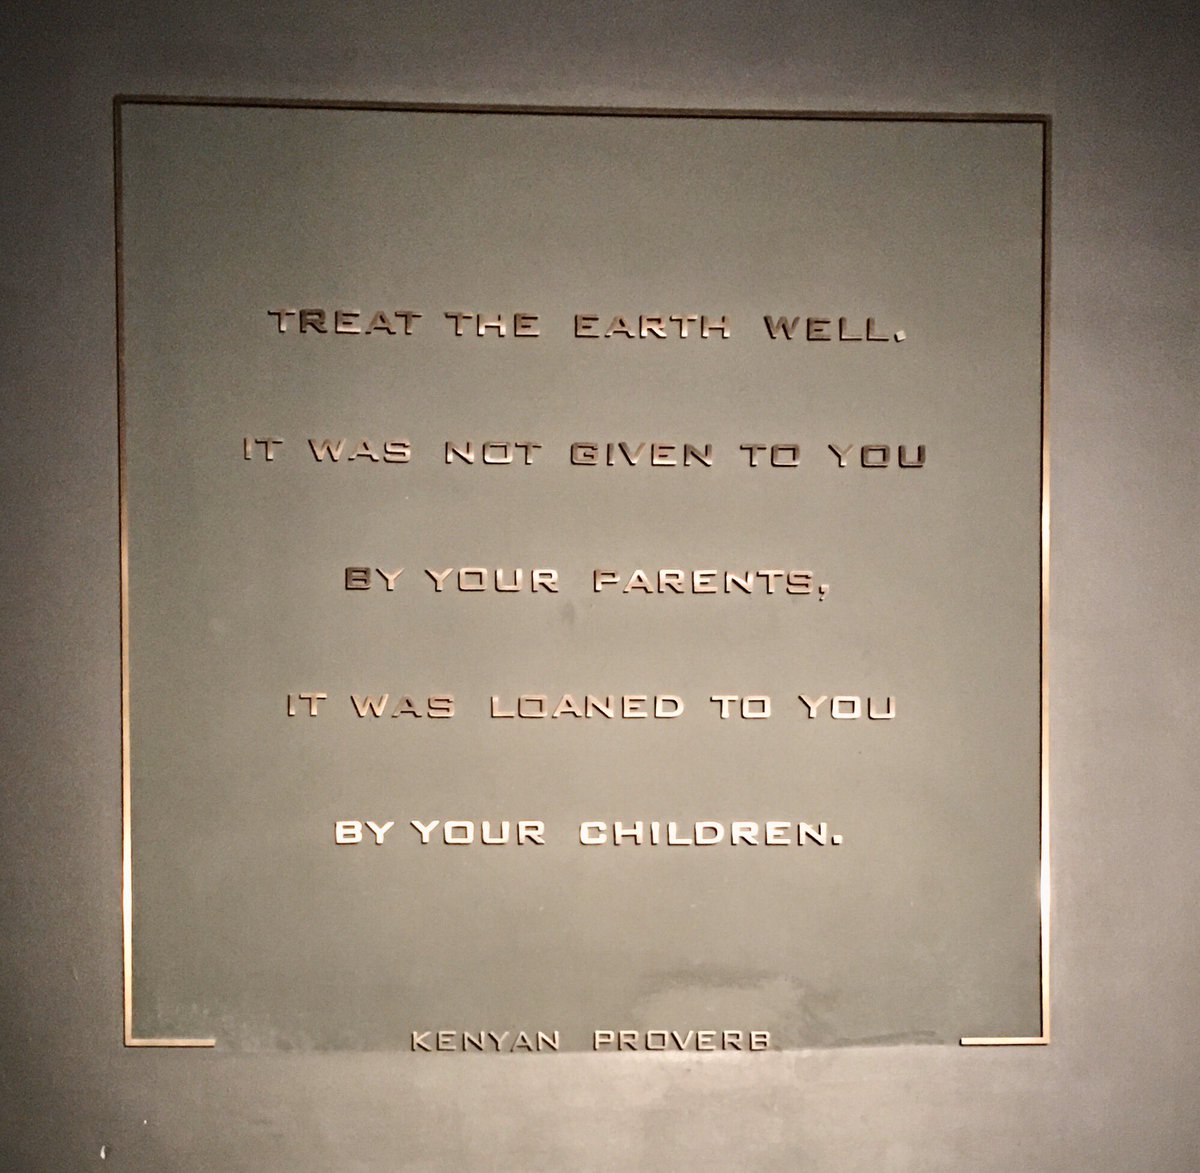 TREAT THE EARTH WELL.
IT WAS NOT GIVEN TO YOU
BY YOUR PARENTS,
IT WAS LOANED TO YOU
BY YOUR CHILDREN.
KENYAN PROVERB